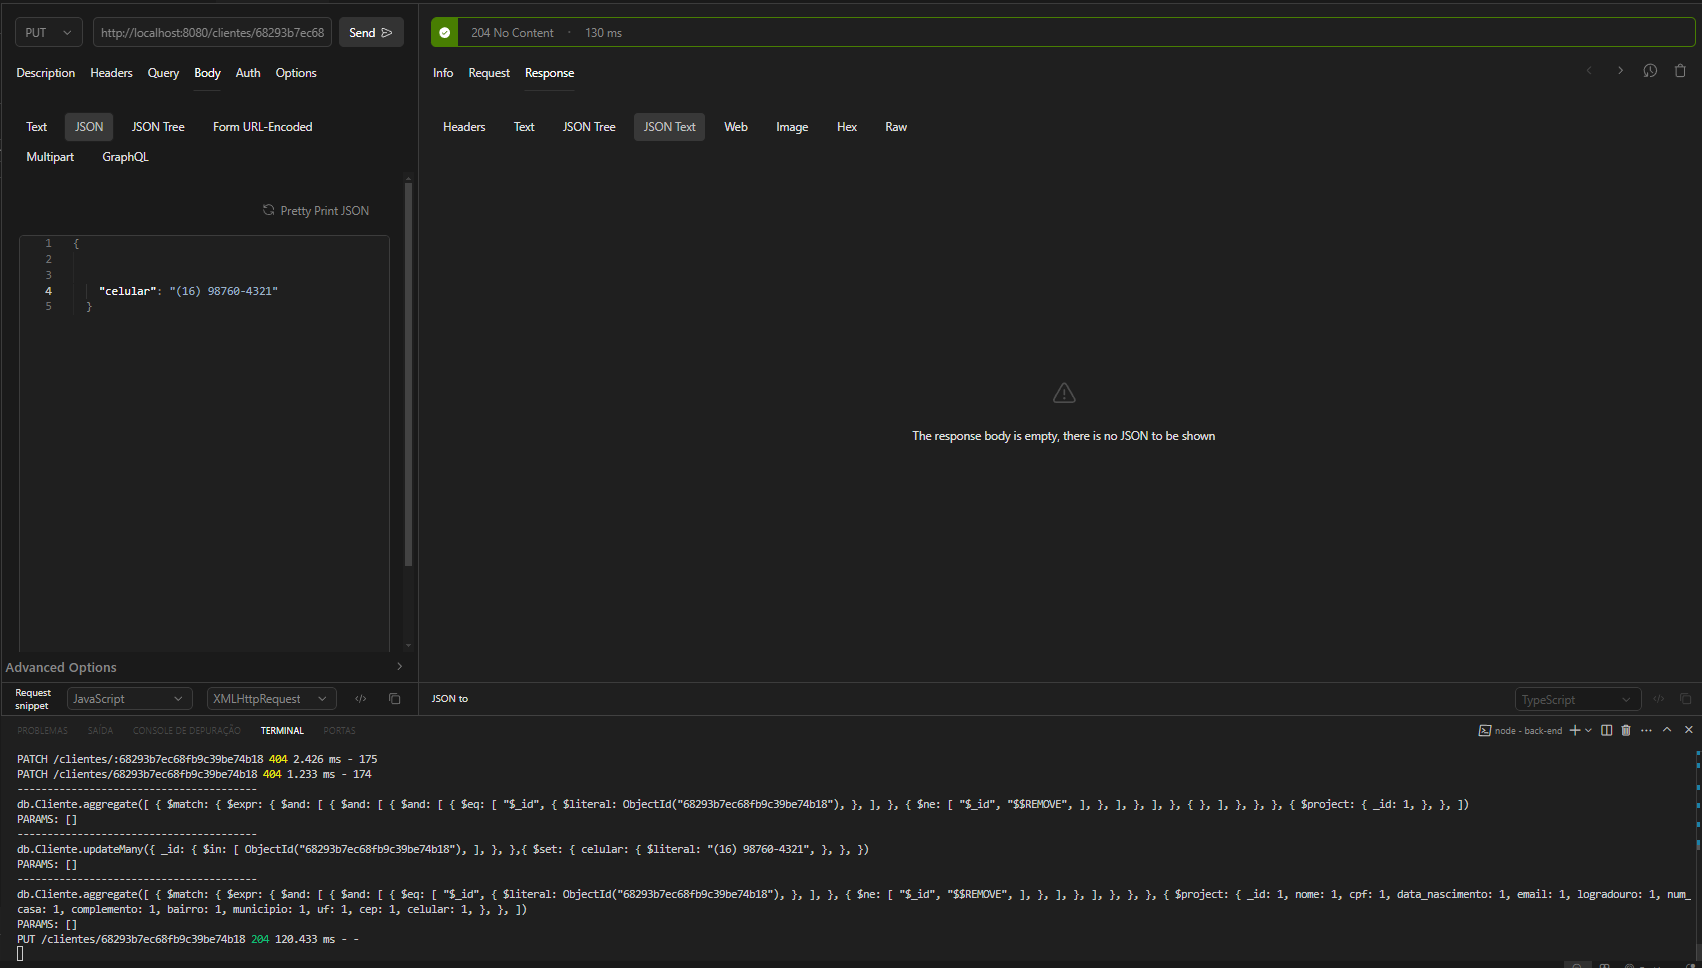 PUT
http://localhost:8080/clientes/68293b7ec68
Send
Description Headers Query Body Auth Options
Text JSON JSON Tree Form URL-Encoded
Multipart GraphQL
Pretty Print JSON
1 {
2
3
4 "celular": "(16) 98760-4321"
5 }
Advanced Options
Request
snippet
JavaScript
XMLHttpRequest
204 No Content · 130 ms
Info Request Response
Headers Text JSON Tree JSON Text Web Image Hex Raw
The response body is empty, there is no JSON to be shown
JSON to
TypeScript
PROBLEMAS SAÍDA CONSOLE DE DEPURAÇÃO TERMINAL PORTAS
node - back-end
PATCH /clientes/:68293b7ec68fb9c39be74b18 404 2.426 ms - 175
PATCH /clientes/68293b7ec68fb9c39be74b18 404 1.233 ms - 174
----------------------------------------
db.Cliente.aggregate([ { $match: { $expr: { $and: [ { $and: [ { $and: [ { $eq: [ "$_id", { $literal: ObjectId("68293b7ec68fb9c39be74b18"), }, ], }, { $ne: [ "$_id", "$$REMOVE", ], }, ], }, ], }, { }, ], }, }, }, { $project: { _id: 1, }, }, ])
PARAMS: []
----------------------------------------
db.Cliente.updateMany({ _id: { $in: [ ObjectId("68293b7ec68fb9c39be74b18"), ], }, },{ $set: { celular: { $literal: "(16) 98760-4321", }, }, })
PARAMS: []
----------------------------------------
db.Cliente.aggregate([ { $match: { $expr: { $and: [ { $and: [ { $eq: [ "$_id", { $literal: ObjectId("68293b7ec68fb9c39be74b18"), }, ], }, { $ne: [ "$_id", "$$REMOVE", ], }, ], }, ], }, }, }, { $project: { _id: 1, nome: 1, cpf: 1, data_nascimento: 1, email: 1, logradouro: 1, num_
casa: 1, complemento: 1, bairro: 1, municipio: 1, uf: 1, cep: 1, celular: 1, }, }, ])
PARAMS: []
PUT /clientes/68293b7ec68fb9c39be74b18 204 120.433 ms - -